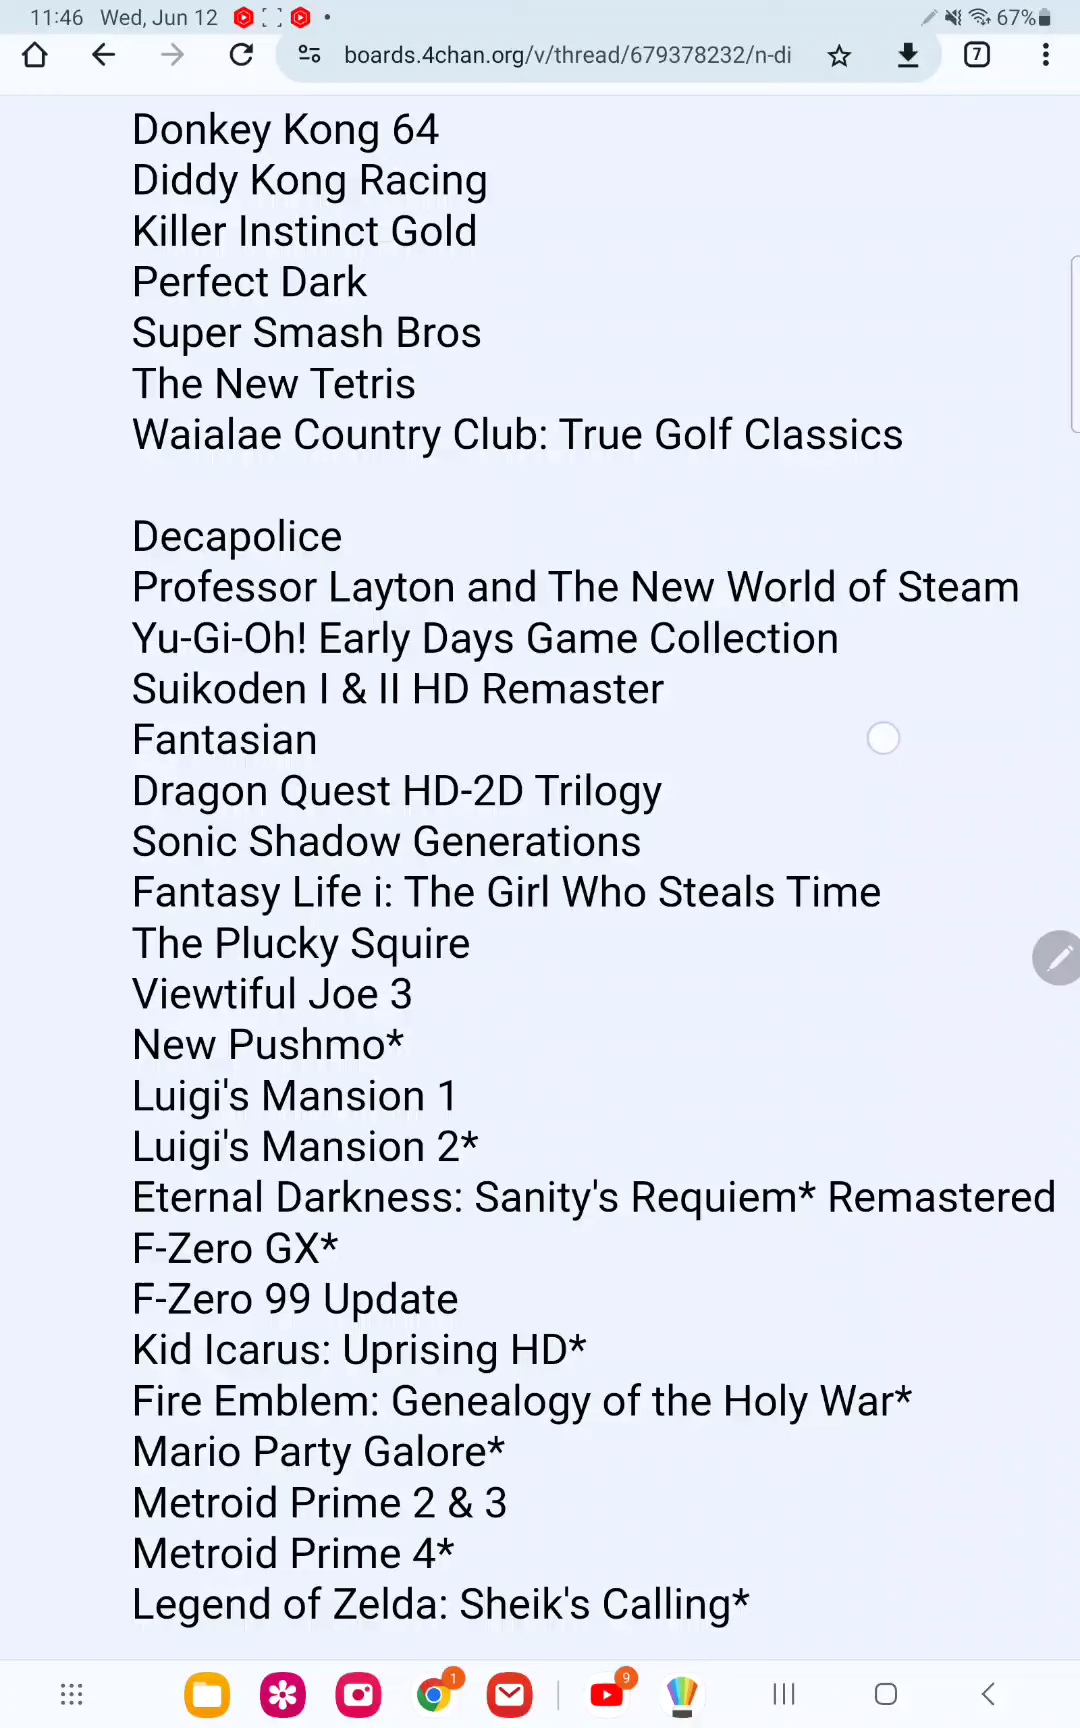 11:46 Wed, Jun 12
67%
boards.4chan.org/v/thread/679378232/n-di
7
Donkey Kong 64
Diddy Kong Racing
Killer Instinct Gold
Perfect Dark
Super Smash Bros
The New Tetris
Waialae Country Club: True Golf Classics
Decapolice
Professor Layton and The New World of Steam
Yu-Gi-Oh! Early Days Game Collection
Suikoden I & II HD Remaster
Fantasian
Dragon Quest HD-2D Trilogy
Sonic Shadow Generations
Fantasy Life i: The Girl Who Steals Time
The Plucky Squire
Viewtiful Joe 3
New Pushmo*
Luigi's Mansion 1
Luigi's Mansion 2*
Eternal Darkness: Sanity's Requiem* Remastered
F-Zero GX*
F-Zero 99 Update
Kid Icarus: Uprising HD*
Fire Emblem: Genealogy of the Holy War*
Mario Party Galore*
Metroid Prime 2 & 3
Metroid Prime 4*
Legend of Zelda: Sheik's Calling*
1
9